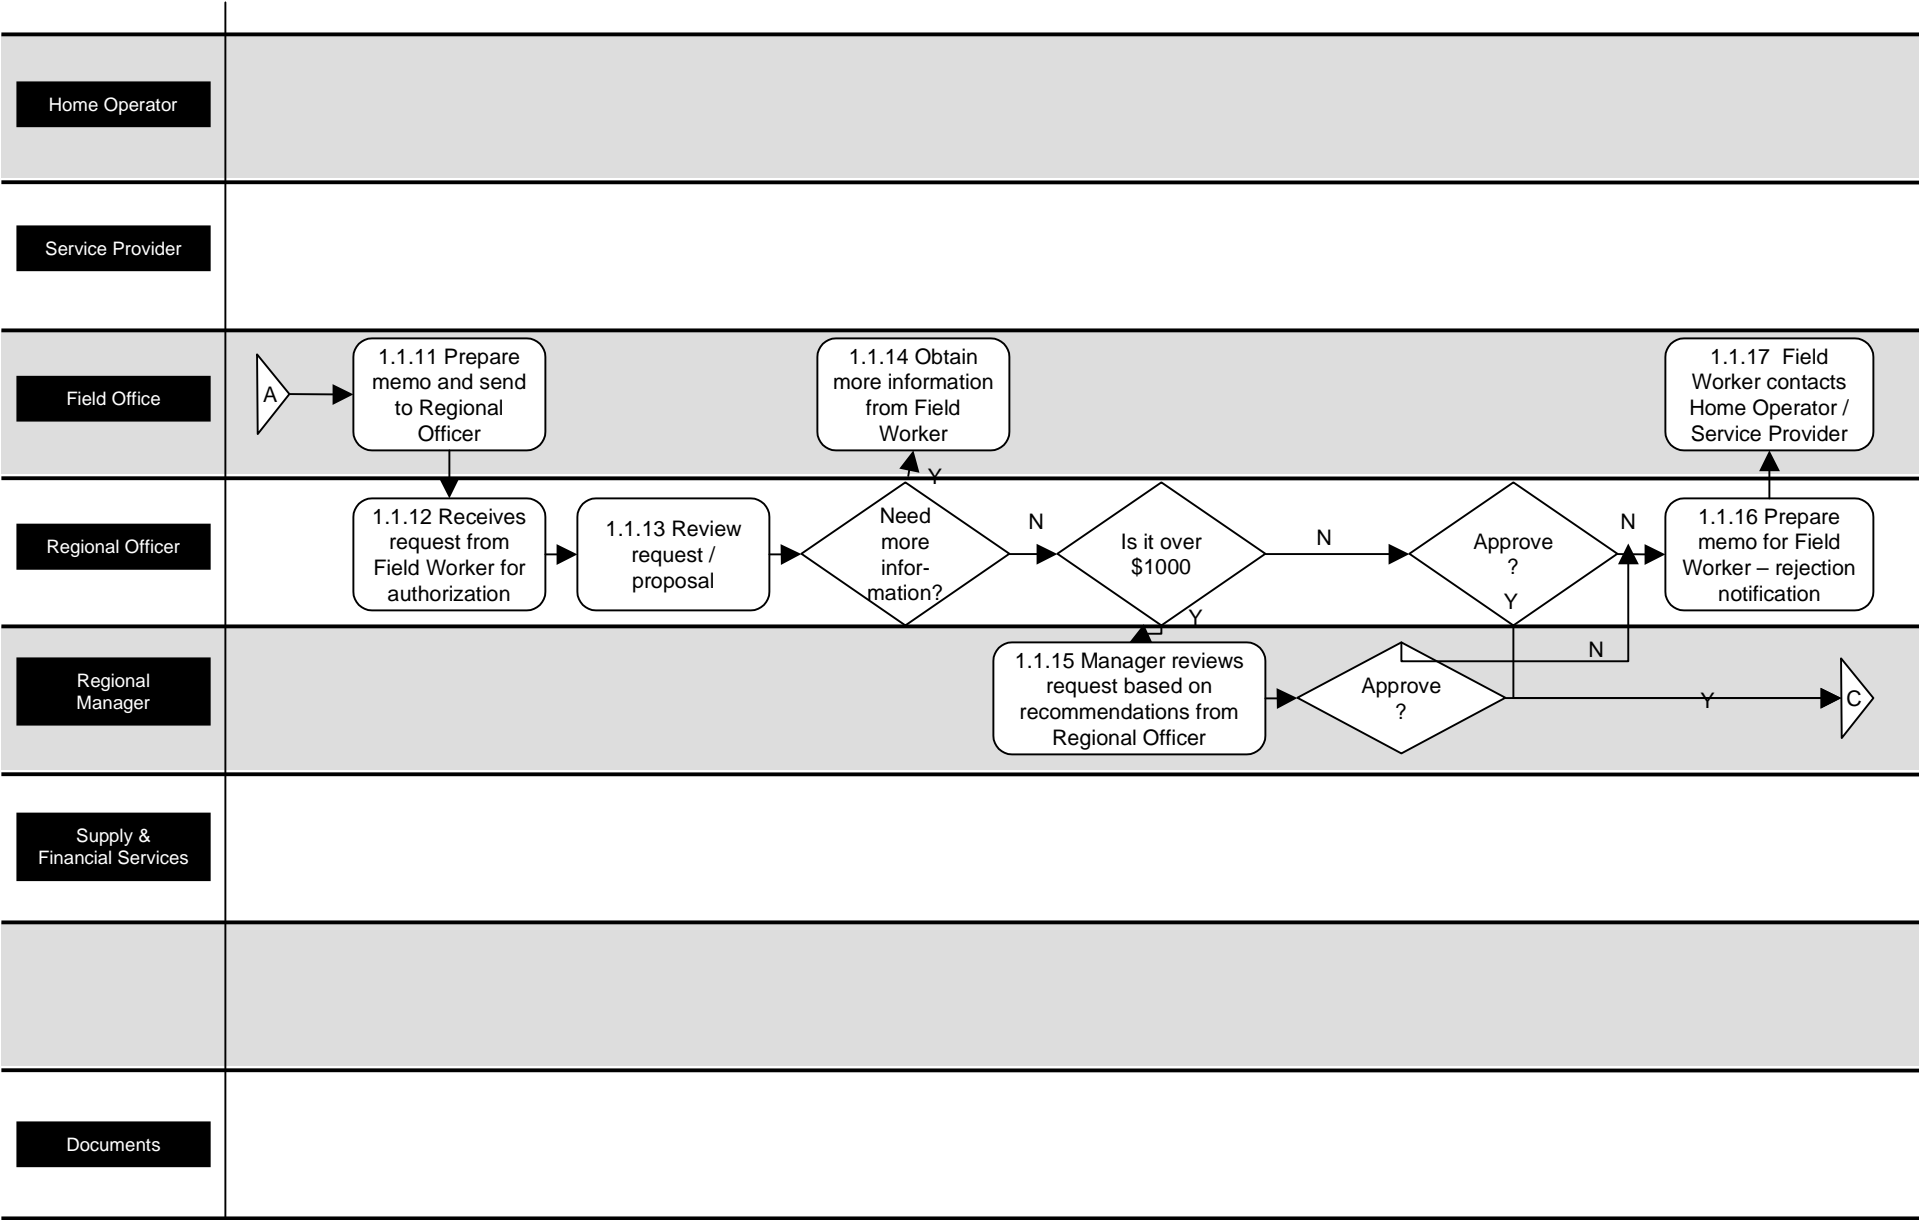 Home Operator
Service Provider
Field Office
A
1.1.11 Prepare
memo and send
to Regional
Officer
1.1.14 Obtain
more information
from Field
Worker
1.1.17  Field
Worker contacts
Home Operator /
Service Provider
Y
Regional Officer
1.1.12 Receives
request from
Field Worker for
authorization
1.1.13 Review
request /
proposal
Need
more
infor-
mation?
N
Is it over
$1000
N
Approve
?
Y
N
1.1.16 Prepare
memo for Field
Worker – rejection
notification
Y
Regional
Manager
1.1.15 Manager reviews
request based on
recommendations from
Regional Officer
Approve
?
N
Y
C
Supply &
Financial Services
Documents